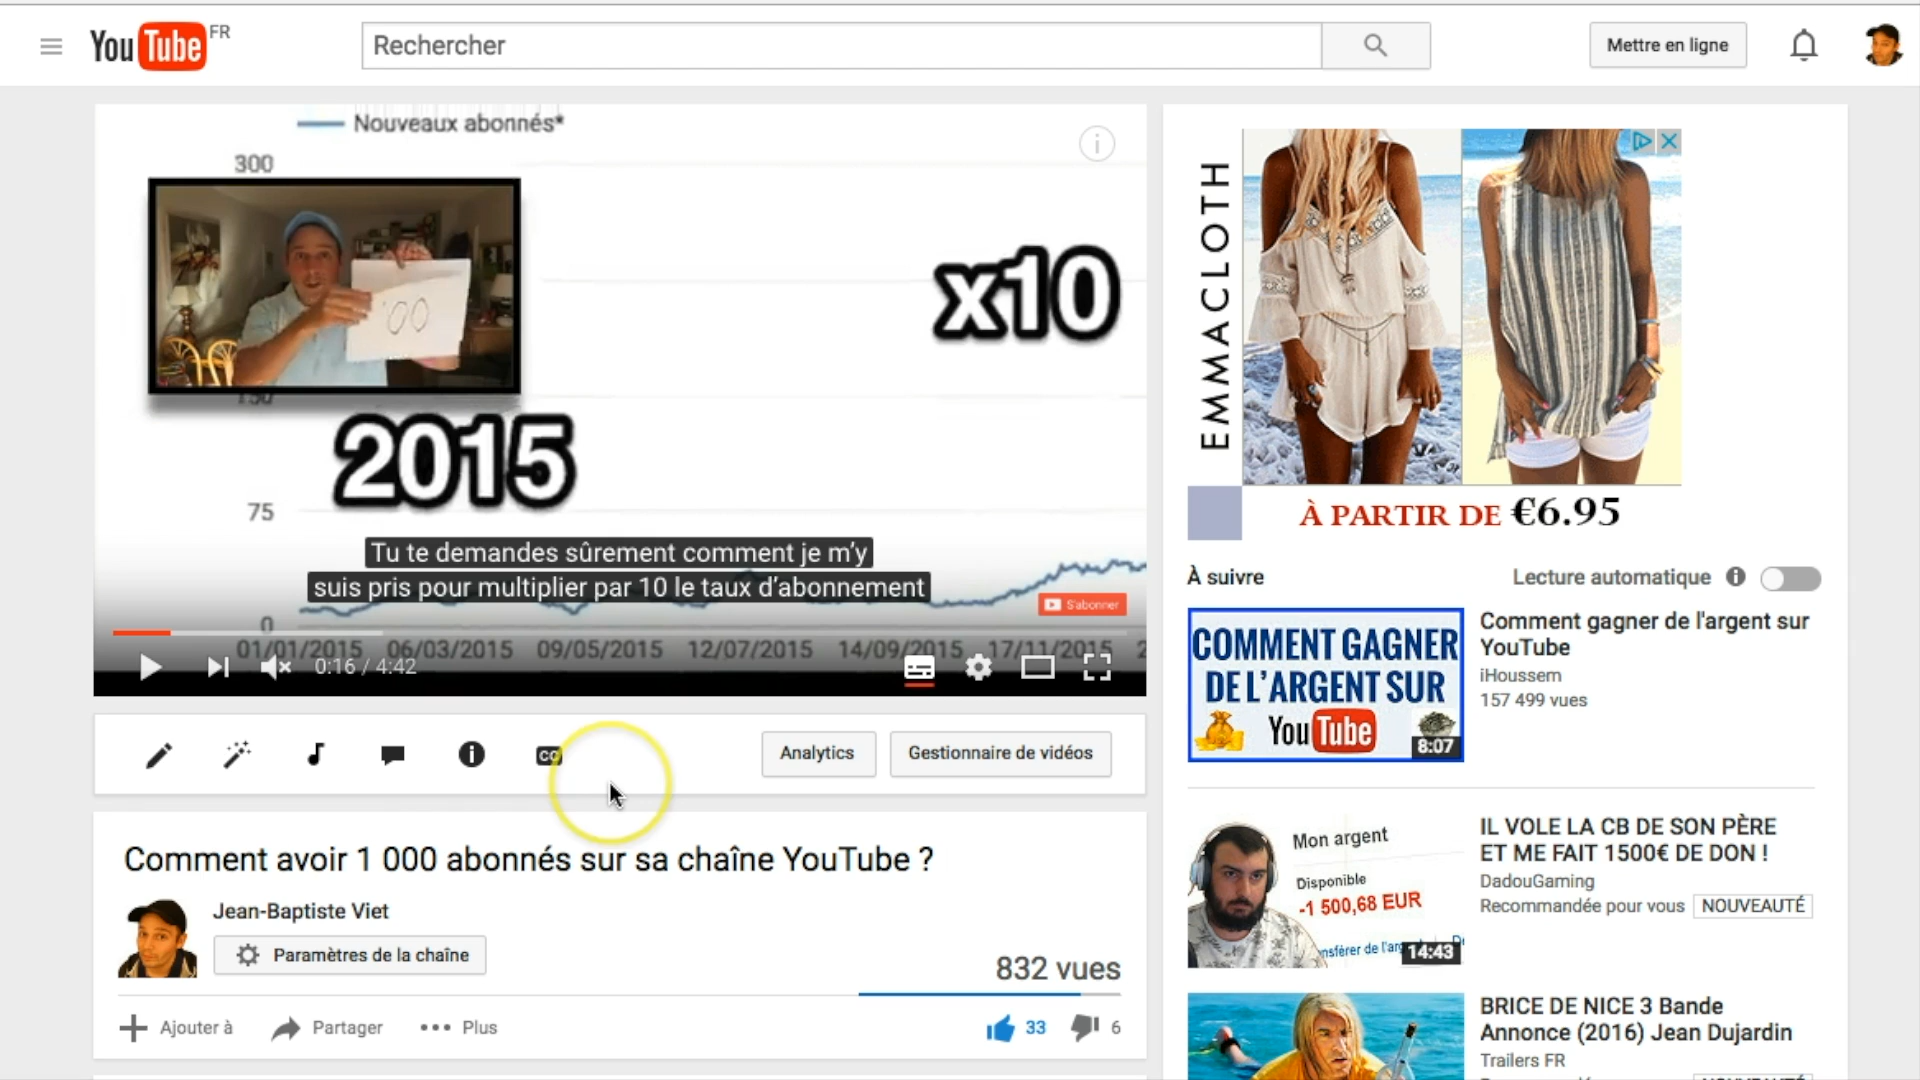 YouTube FR
Rechercher
Mettre en ligne
Nouveaux abonnés*
300
00
x10
150
2015
75
Tu te demandes sûrement comment je m'y
suis pris pour multiplier par 10 le taux d'abonnement
S'abonner
0
01/01/2015 06/03/2015 09/05/2015 12/07/2015 14/09/2015 17/11/2015 2
0:16 / 4:42
CC
Analytics
Gestionnaire de vidéos
Comment avoir 1 000 abonnés sur sa chaîne YouTube ?
Jean-Baptiste Viet
Paramètres de la chaîne
832 vues
Ajouter à
Partager
Plus
33
6
EMMACLOTH
À PARTIR DE €6.95
À suivre
Lecture automatique
COMMENT GAGNER
DE L'ARGENT SUR
YouTube
8:07
Comment gagner de l'argent sur
YouTube
iHoussem
157 499 vues
Mon argent
Disponible
-1 500,68 EUR
14:43
IL VOLE LA CB DE SON PÈRE
ET ME FAIT 1500€ DE DON !
DadouGaming
Recommandée pour vous NOUVEAUTÉ
BRICE DE NICE 3 Bande
Annonce (2016) Jean Dujardin
Trailers FR